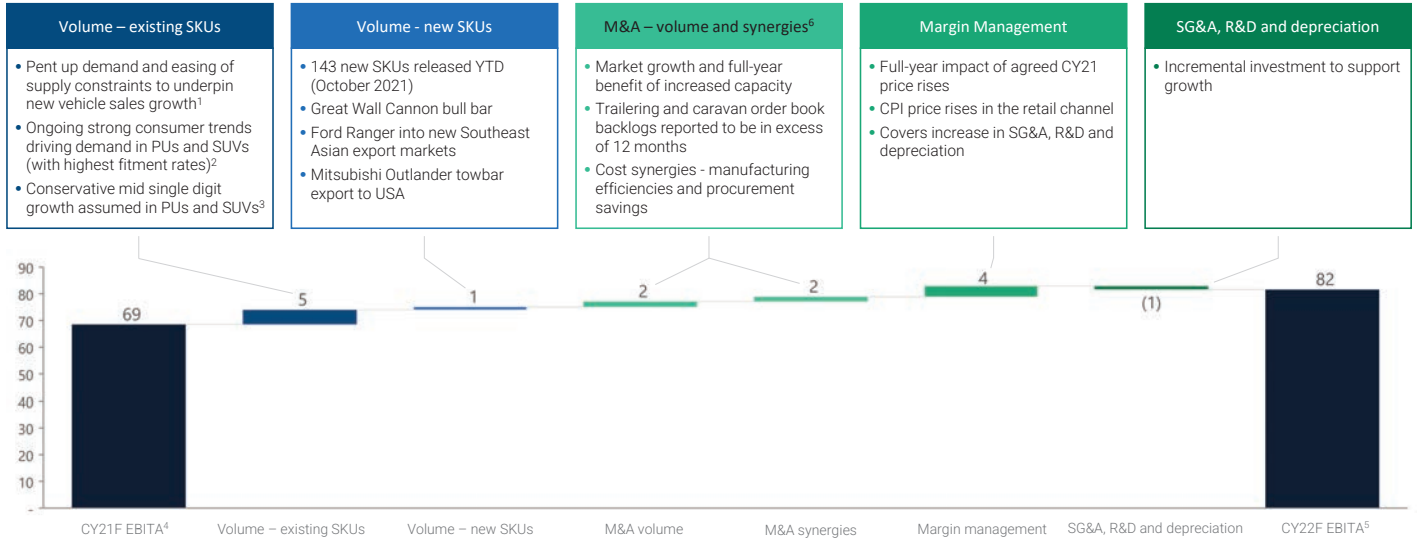 Volume – existing SKUs
• Pent up demand and easing of
supply constraints to underpin
new vehicle sales growth1
• Ongoing strong consumer trends
driving demand in PUs and SUVs
(with highest fitment rates)2
• Conservative mid single digit
growth assumed in PUs and SUVs3
Volume - new SKUs
• 143 new SKUs released YTD
(October 2021)
• Great Wall Cannon bull bar
• Ford Ranger into new Southeast
Asian export markets
• Mitsubishi Outlander towbar
export to USA
M&A – volume and synergies6
• Market growth and full-year
benefit of increased capacity
• Trailering and caravan order book
backlogs reported to be in excess
of 12 months
• Cost synergies - manufacturing
efficiencies and procurement
savings
Margin Management
• Full-year impact of agreed CY21
price rises
• CPI price rises in the retail channel
• Covers increase in SG&A, R&D and
depreciation
SG&A, R&D and depreciation
• Incremental investment to support
growth
90
80
70
60
50
40
30
20
10
-
69
5
1
2
2
4
(1)
82
CY21F EBITA4
Volume – existing SKUs
Volume – new SKUs
M&A volume
M&A synergies
Margin management
SG&A, R&D and depreciation
CY22F EBITA5